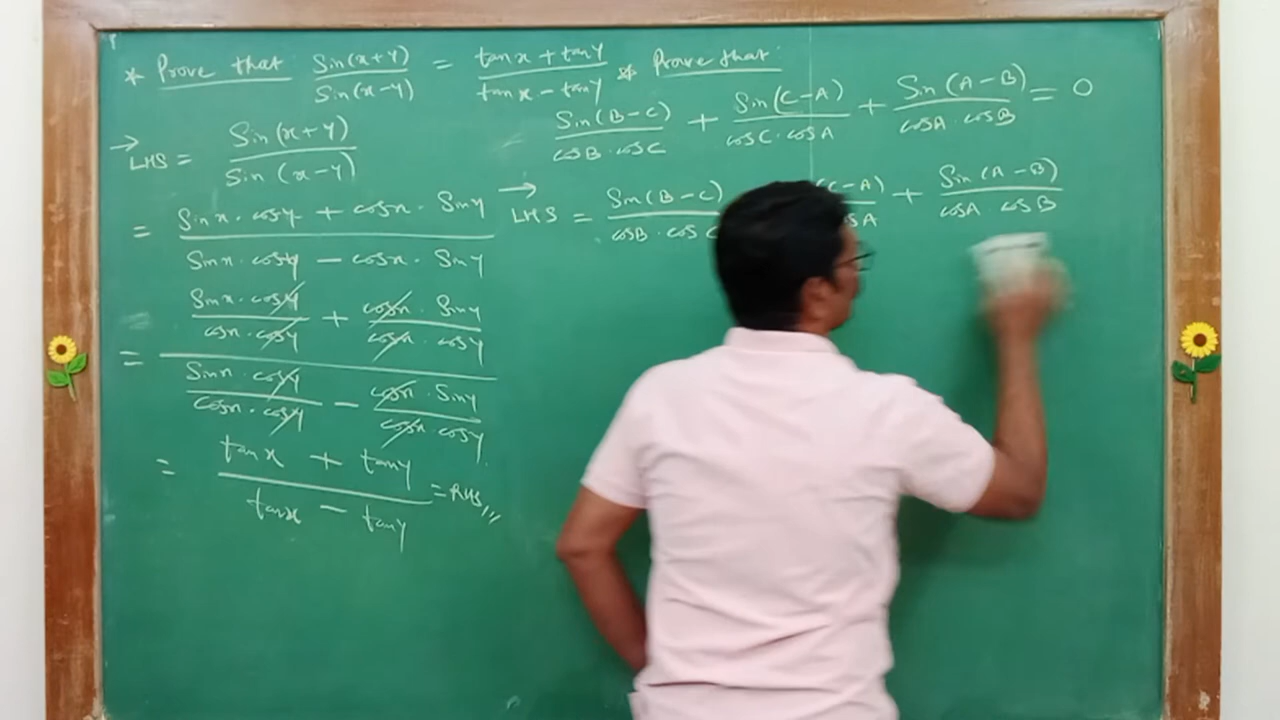 * Prove that Sin(x+y)/Sin(x-y) = tanx + tany/tanx - tany
→ LHS = Sin(x+y)/Sin(x-y)
= Sinx·cosy + cosx·Siny/Sinx·cosy - cosx·Siny
= Sinx·cosy/cosx·cosy + cosx·Siny/cosx·cosy
Sinx·cosy/cosx·cosy - cosx·Siny/cosx·cosy
= tanx + tany/tanx - tany = RHS,,,
* Prove that:
Sin(B-C)/cosB·cosC + Sin(C-A)/cosC·cosA + Sin(A-B)/cosA·cosB = 0
→ LHS = Sin(B-C)/cosB·cosC (C-A)/cosA + Sin(A-B)/cosA·cosB